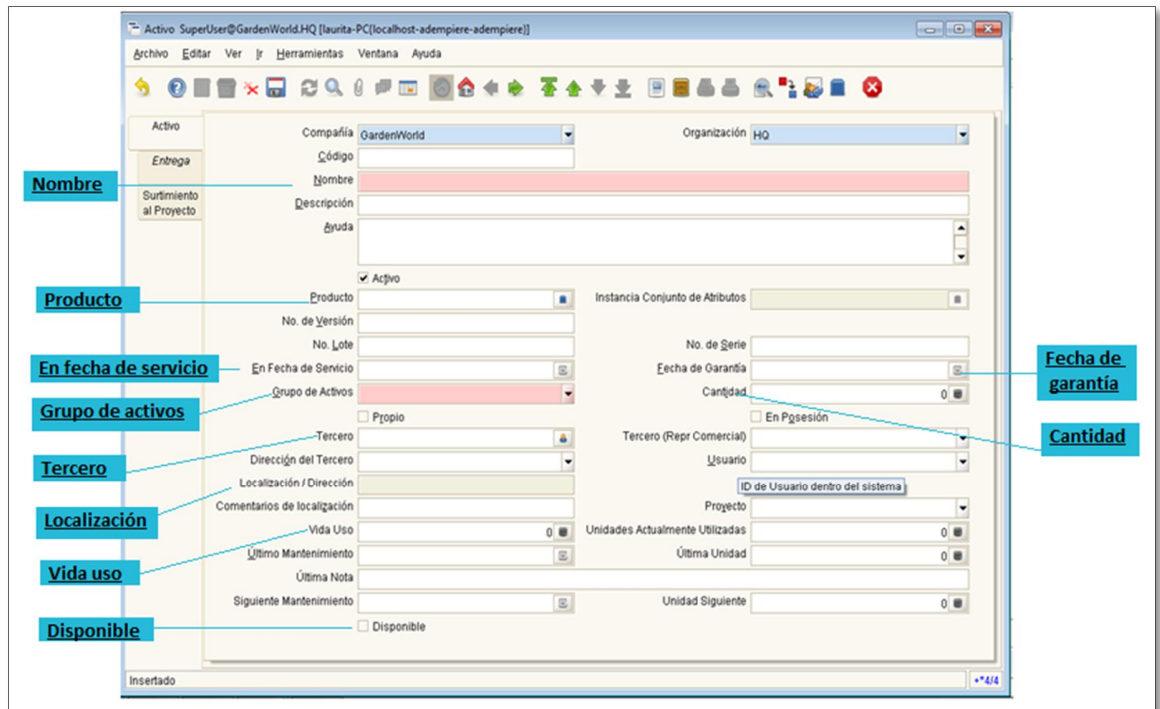 Activo SuperUser@GardenWorld.HQ [laurita-PC{localhost-adempiere-adempiere}]
Archivo Editar Ver Ir Herramientas Ventana Ayuda
Activo
Entrega
Surtimiento
al Proyecto
Compañía GardenWorld Organización HQ
Código
Nombre
Nombre
Descripción
Ayuda
Activo
Producto
Producto Instancia Conjunto de Atributos
No. de Versión
No. Lote No. de Serie
En fecha de servicio
En Fecha de Servicio Fecha de Garantía
Fecha de
garantía
Grupo de activos
Grupo de Activos Cantidad 0
Propio En Posesión
Cantidad
Tercero
Tercero Tercero (Repr Comercial)
Dirección del Tercero Usuario
Localización / Dirección ID de Usuario dentro del sistema
Localización
Comentarios de localización Proyecto
Vida uso
Vida Uso 0 Unidades Actualmente Utilizadas 0
Último Mantenimiento Última Unidad 0
Última Nota
Siguiente Mantenimiento Unidad Siguiente 0
Disponible
Disponible
Insertado +*4/4